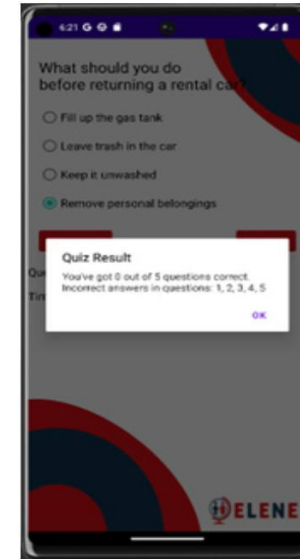 6:21
What should you do
before returning a rental car?
Fill up the gas tank
Leave trash in the car
Keep it unwashed
Remove personal belongings
Quiz Result
You've got 0 out of 5 questions correct.
Incorrect answers in questions: 1, 2, 3, 4, 5
OK
Que
Tim
ELENE